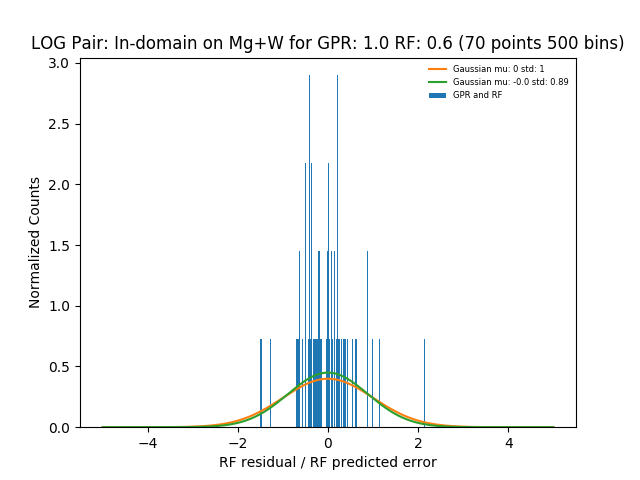 LOG Pair: In-domain on Mg+W for GPR: 1.0 RF: 0.6 (70 points 500 bins)
3.0
2.5
2.0
1.5
1.0
0.5
0.0
Normalized Counts
Gaussian mu: 0 std: 1
Gaussian mu: -0.0 std: 0.89
GPR and RF
−4
−2
0
2
4
RF residual / RF predicted error